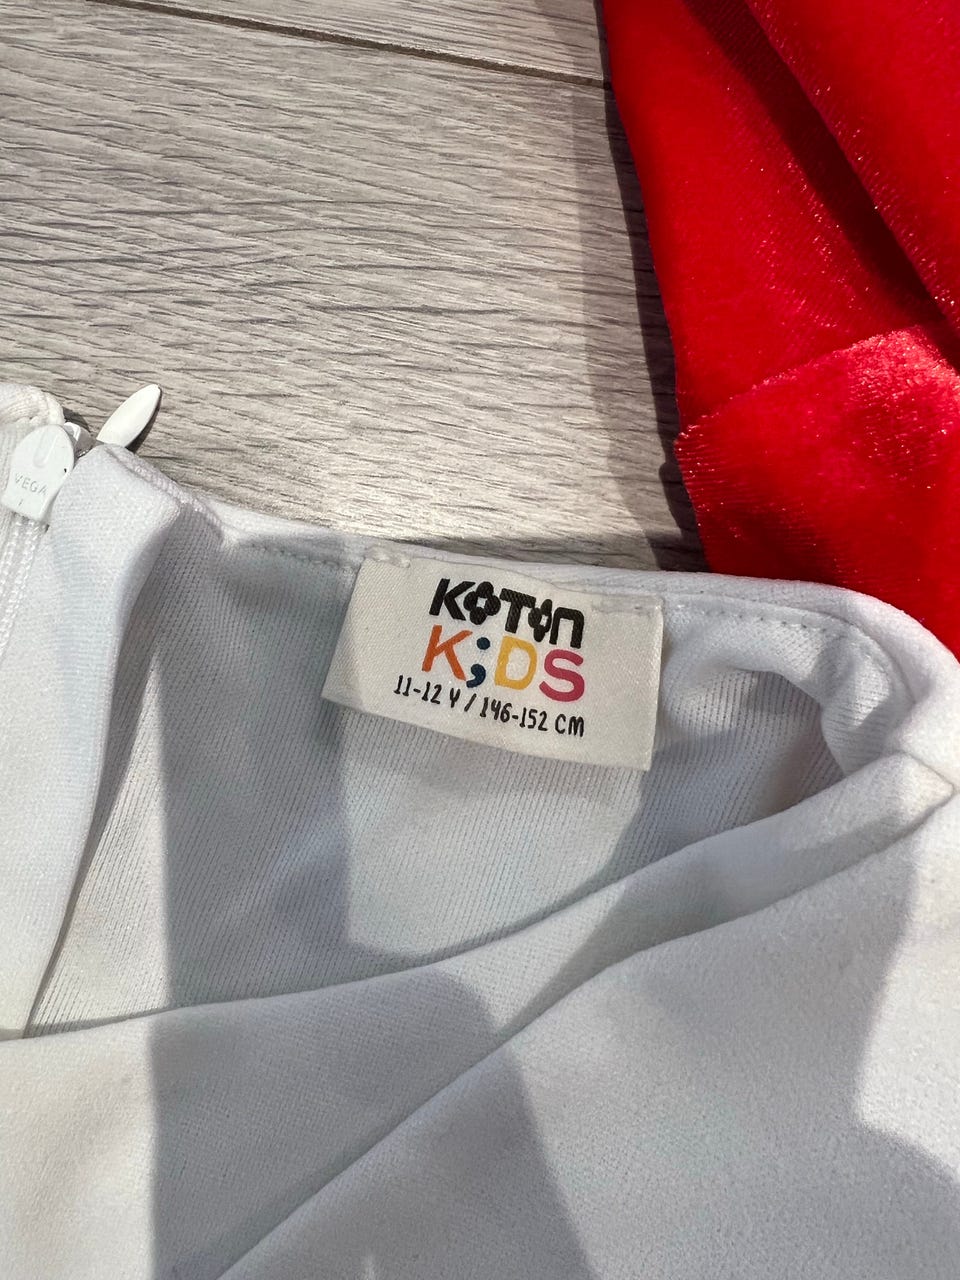 VEGA
KOTON
K;DS
11-12 Y / 146-152 CM